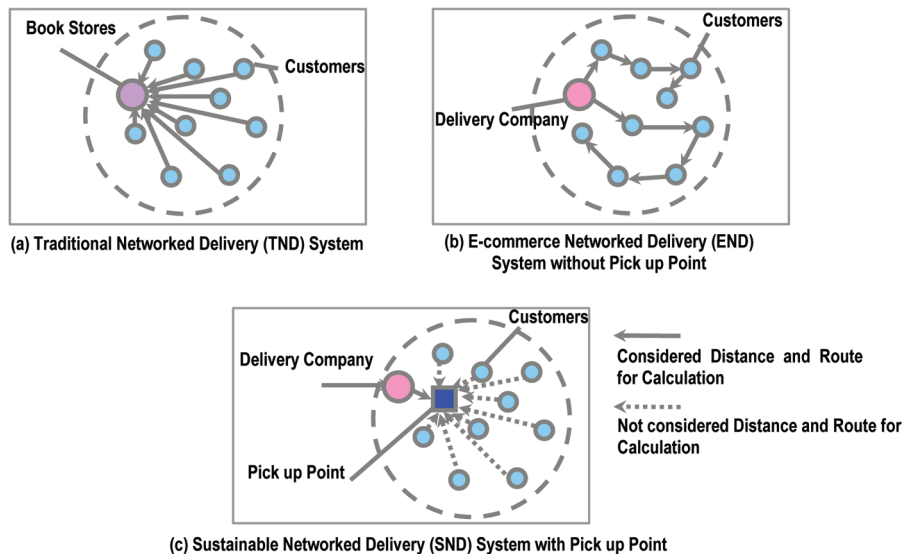 Book Stores
Customers
(a) Traditional Networked Delivery (TND) System
Customers
Delivery Company
(b) E-commerce Networked Delivery (END)
System without Pick up Point
Customers
Delivery Company
Pick up Point
Considered Distance and Route
for Calculation
Not considered Distance and Route for
Calculation
(c) Sustainable Networked Delivery (SND) System with Pick up Point